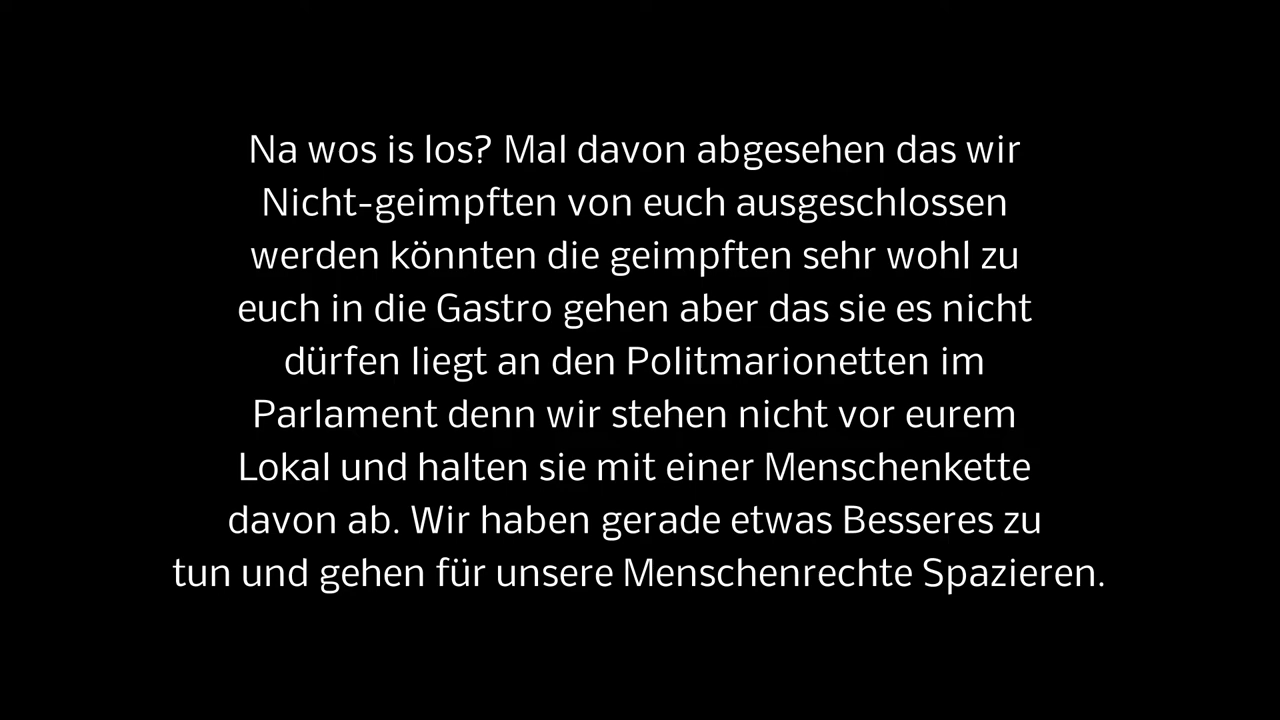 Na wos is los? Mal davon abgesehen das wir
Nicht-geimpften von euch ausgeschlossen
werden könnten die geimpften sehr wohl zu
euch in die Gastro gehen aber das sie es nicht
dürfen liegt an den Politmarionetten im
Parlament denn wir stehen nicht vor eurem
Lokal und halten sie mit einer Menschenkette
davon ab. Wir haben gerade etwas Besseres zu
tun und gehen für unsere Menschenrechte Spazieren.